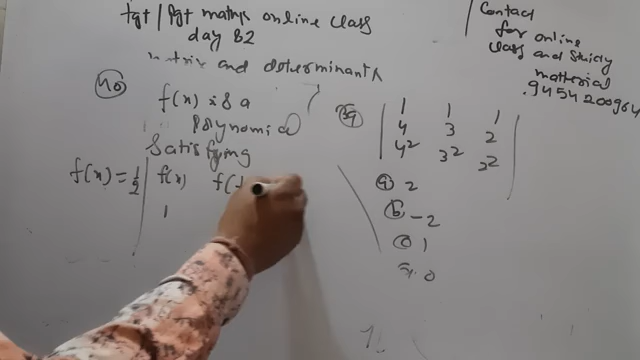 tgt | Pgt maths online class
day 82
matrix and determinants
Contact
for online
class and study
material
.9454200964
40
f(x) is a
Polynomial
Satisfying
f(x) = 1/2 | f(x) f(
1
39 | 1 1 1
4 3 2
4² 3² 2² |
(a) 2
(b) -2
(c) 1
0